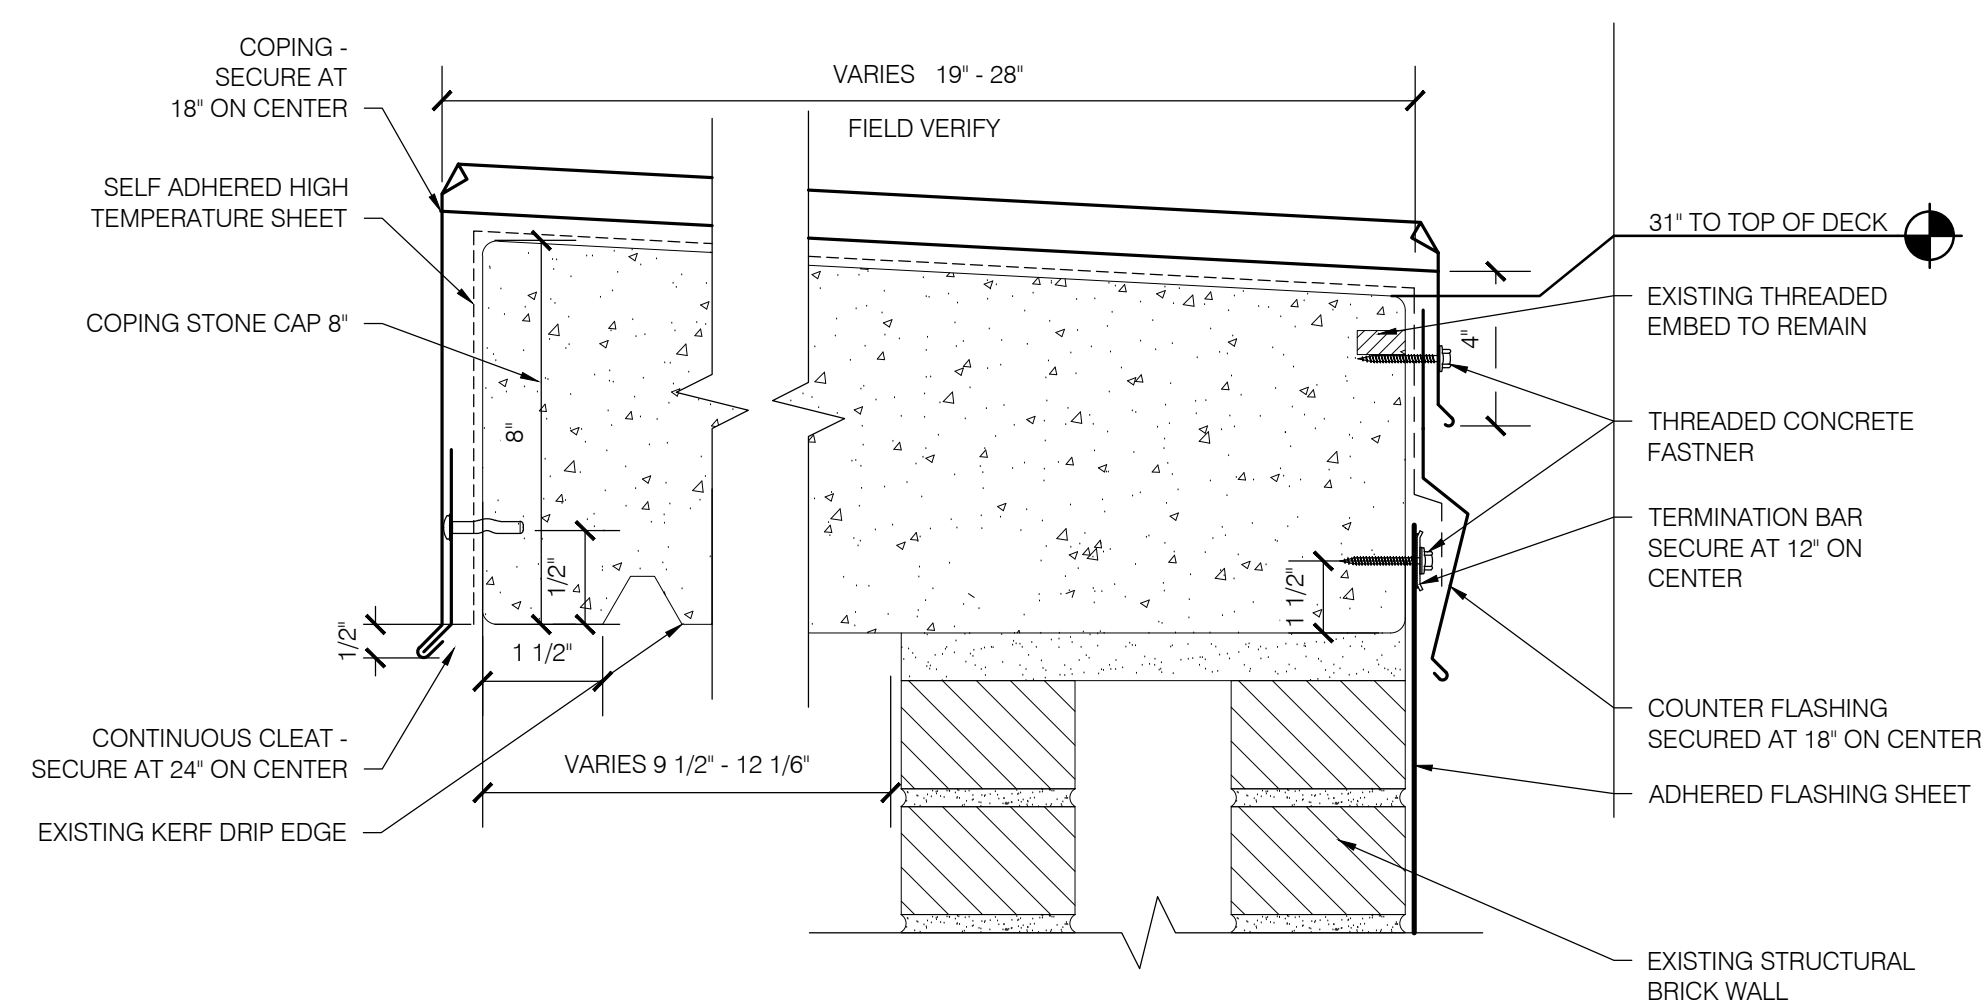 COPING -
SECURE AT
18" ON CENTER
VARIES 19" - 28"
FIELD VERIFY
SELF ADHERED HIGH
TEMPERATURE SHEET
31" TO TOP OF DECK
COPING STONE CAP 8"
EXISTING THREADED
EMBED TO REMAIN
4"
8"
THREADED CONCRETE
FASTNER
TERMINATION BAR
SECURE AT 12" ON
CENTER
1/2"
1 1/2"
1/2"
1 1/2"
CONTINUOUS CLEAT -
SECURE AT 24" ON CENTER
VARIES 9 1/2" - 12 1/6"
COUNTER FLASHING
SECURED AT 18" ON CENTER
ADHERED FLASHING SHEET
EXISTING KERF DRIP EDGE
EXISTING STRUCTURAL
BRICK WALL